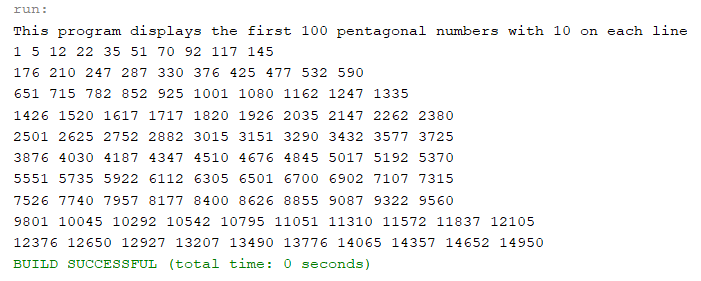 run:
This program displays the first 100 pentagonal numbers with 10 on each line
1 5 12 22 35 51 70 92 117 145
176 210 247 287 330 376 425 477 532 590
651 715 782 852 925 1001 1080 1162 1247 1335
1426 1520 1617 1717 1820 1926 2035 2147 2262 2380
2501 2625 2752 2882 3015 3151 3290 3432 3577 3725
3876 4030 4187 4347 4510 4676 4845 5017 5192 5370
5551 5735 5922 6112 6305 6501 6700 6902 7107 7315
7526 7740 7957 8177 8400 8626 8855 9087 9322 9560
9801 10045 10292 10542 10795 11051 11310 11572 11837 12105
12376 12650 12927 13207 13490 13776 14065 14357 14652 14950
BUILD SUCCESSFUL (total time: 0 seconds)